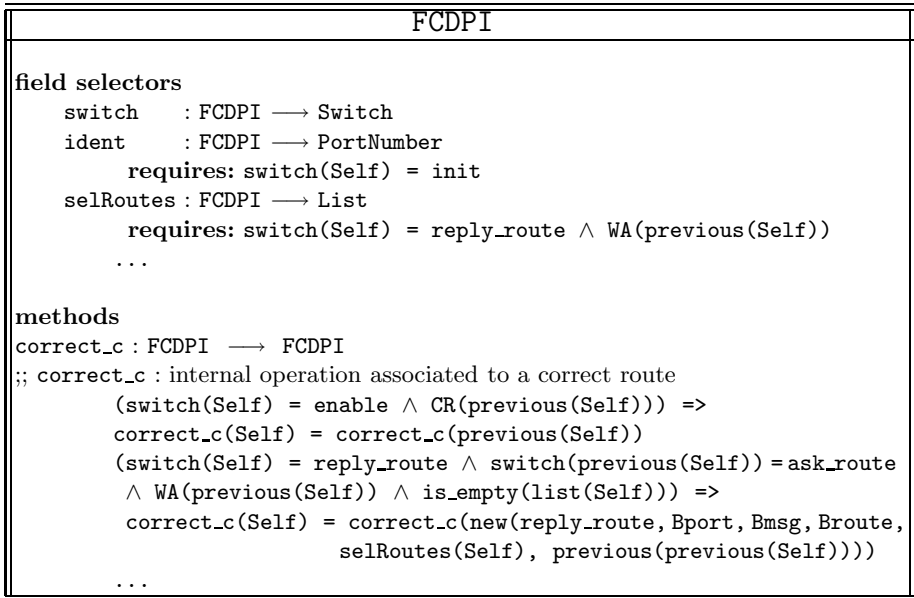 FCDPI
field selectors
switch : FCDPI ⟶ Switch
ident : FCDPI ⟶ PortNumber
requires: switch(Self) = init
selRoutes : FCDPI ⟶ List
requires: switch(Self) = reply_route ∧ WA(previous(Self))
...
methods
correct_c : FCDPI ⟶ FCDPI
;; correct_c : internal operation associated to a correct route
(switch(Self) = enable ∧ CR(previous(Self))) =>
correct_c(Self) = correct_c(previous(Self))
(switch(Self) = reply_route ∧ switch(previous(Self)) = ask_route
∧ WA(previous(Self)) ∧ is_empty(list(Self))) =>
correct_c(Self) = correct_c(new(reply_route, Bport, Bmsg, Broute,
selRoutes(Self), previous(previous(Self))))
...